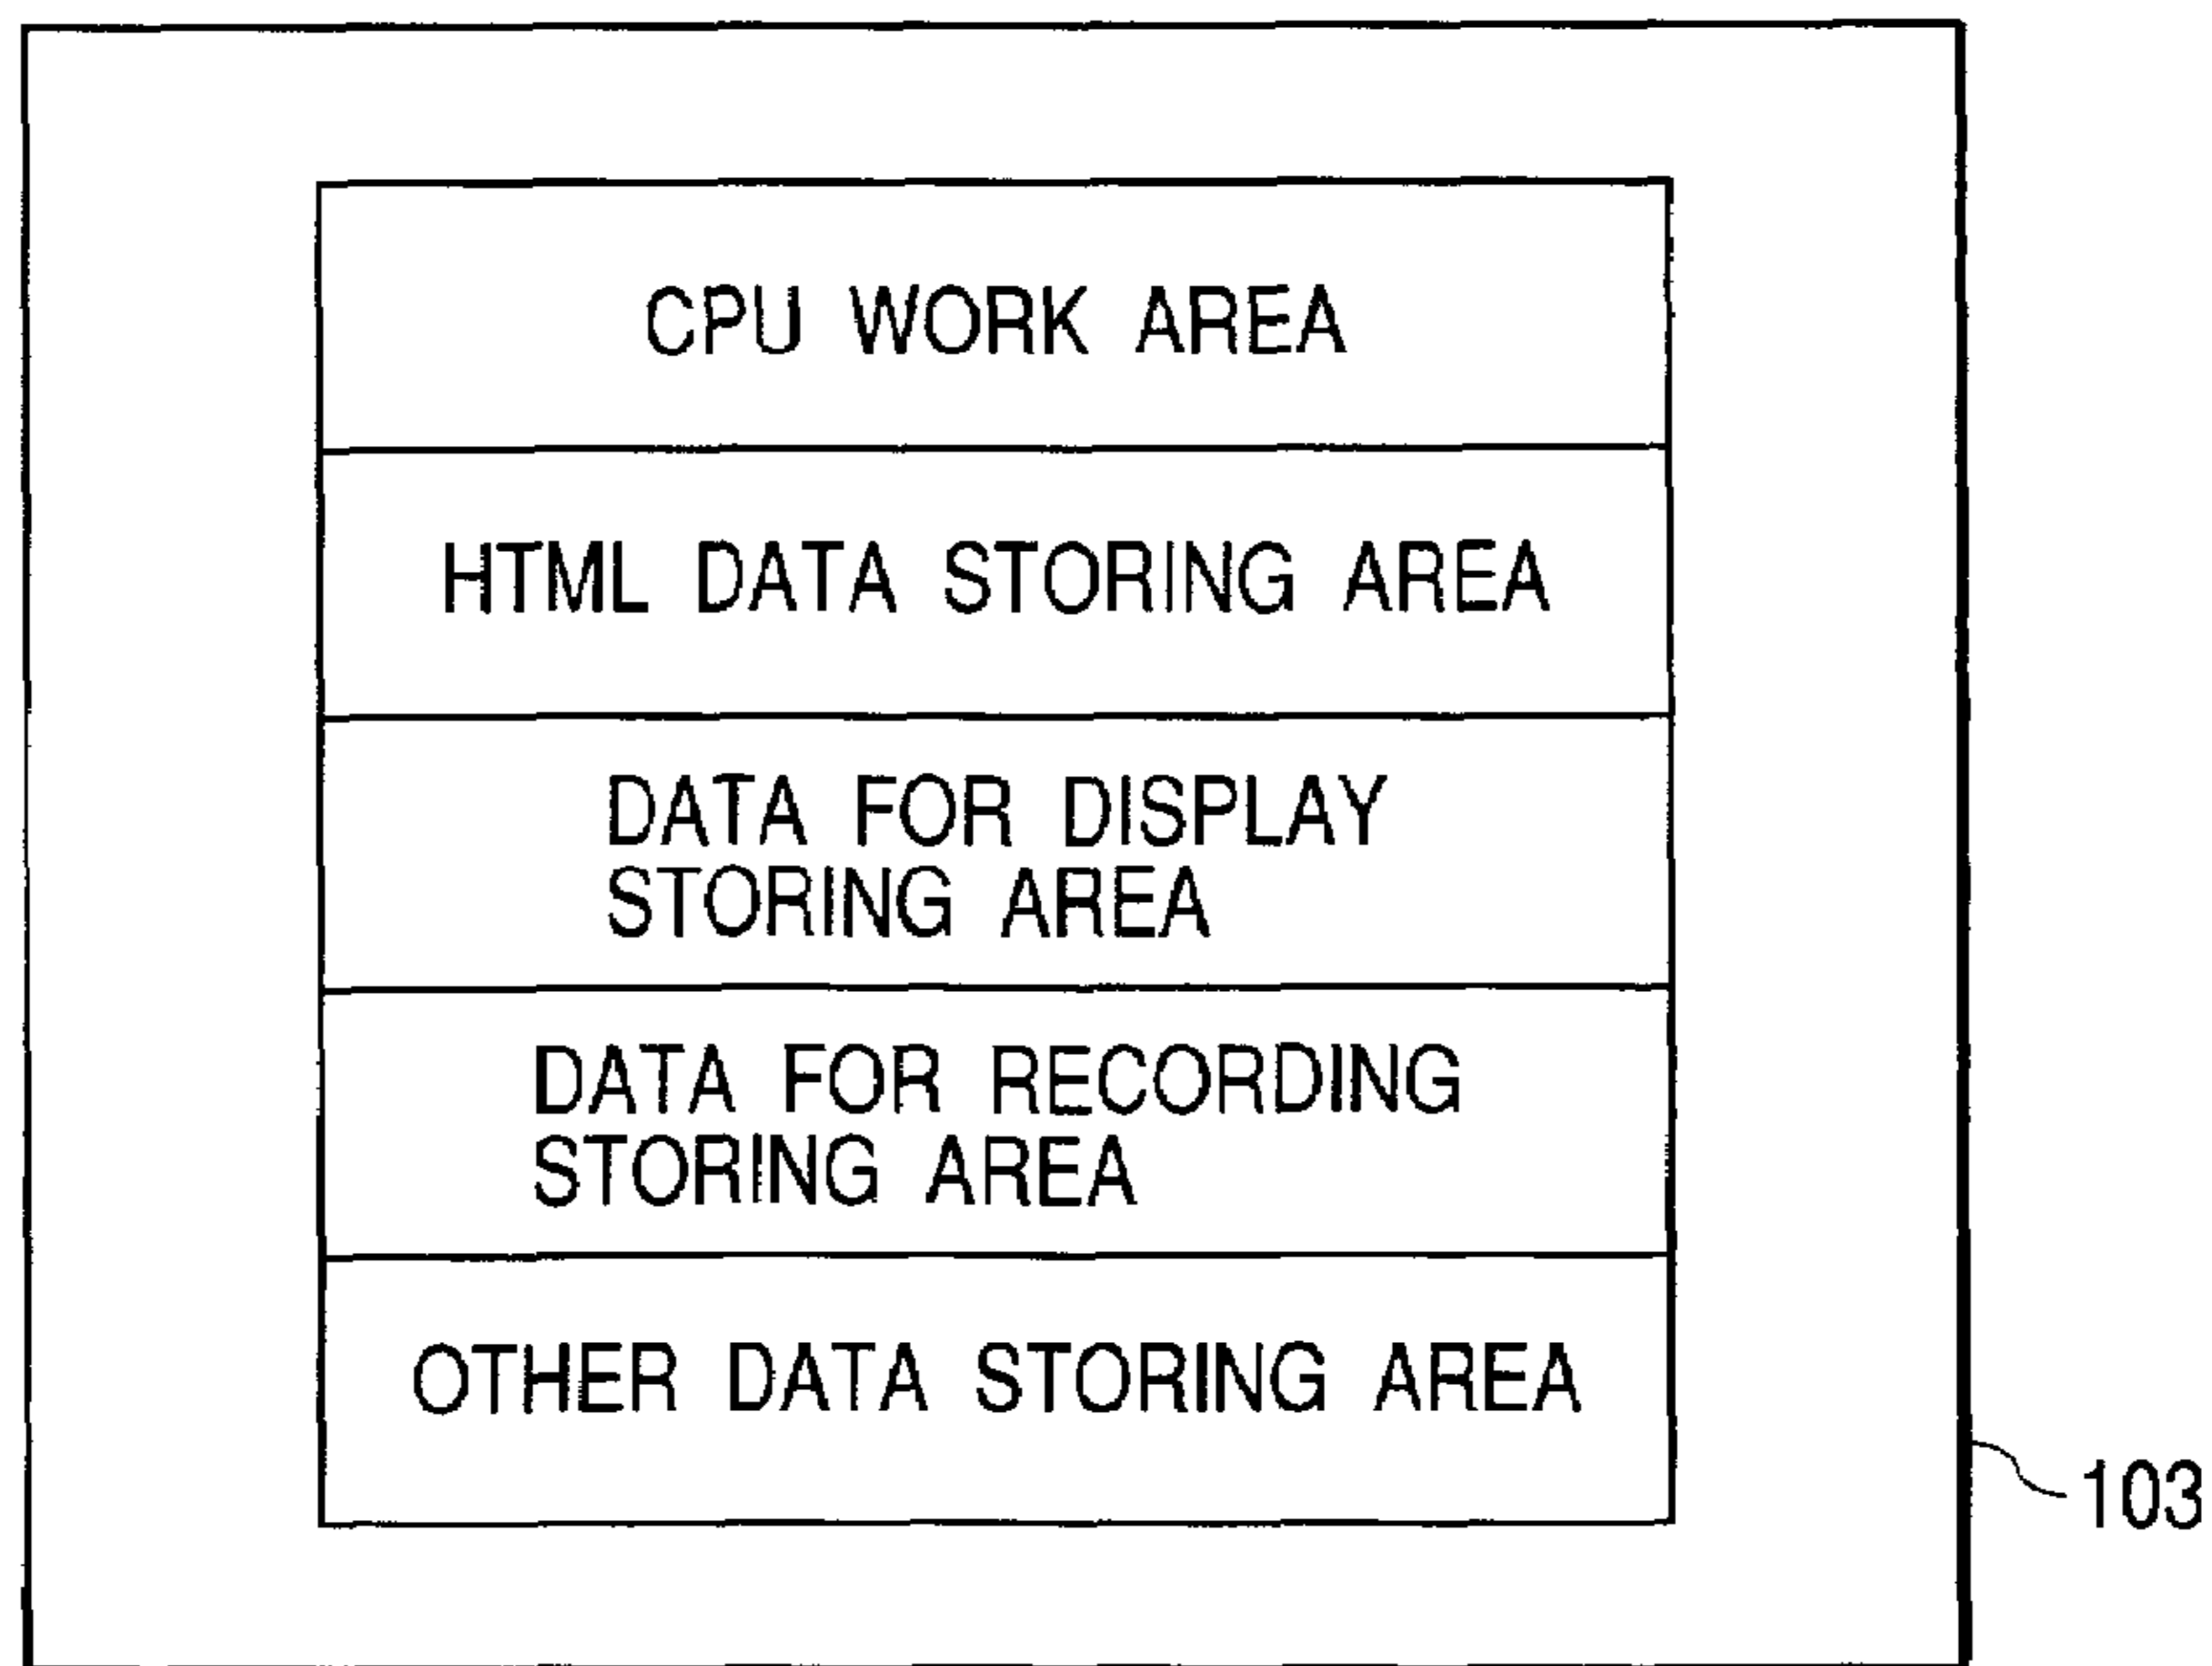 CPU WORK AREA
HTML DATA STORING AREA
DATA FOR DISPLAY
STORING AREA
DATA FOR RECORDING
STORING AREA
OTHER DATA STORING AREA
103